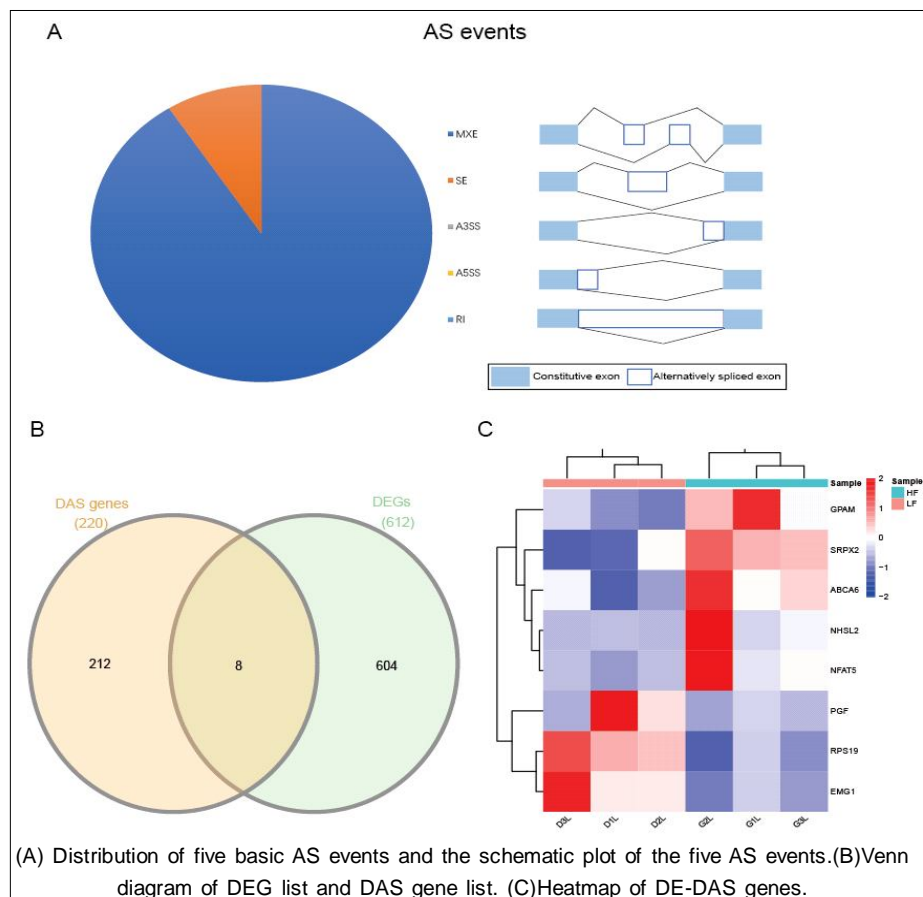 A
AS events
MXE
SE
A3SS
A5SS
RI
Constitutive exon
Alternatively spliced exon
B
DAS genes
(220)
DEGs
(612)
212
8
604
C
Sample
GPAM
SRPX2
ABCA6
NHSL2
NFAT5
PGF
RPS19
EMG1
D3L
D1L
D2L
G2L
G1L
G3L
2
1
0
−1
−2
Sample
HF
LF
(A) Distribution of five basic AS events and the schematic plot of the five AS events.(B)Venn
diagram of DEG list and DAS gene list. (C)Heatmap of DE-DAS genes.